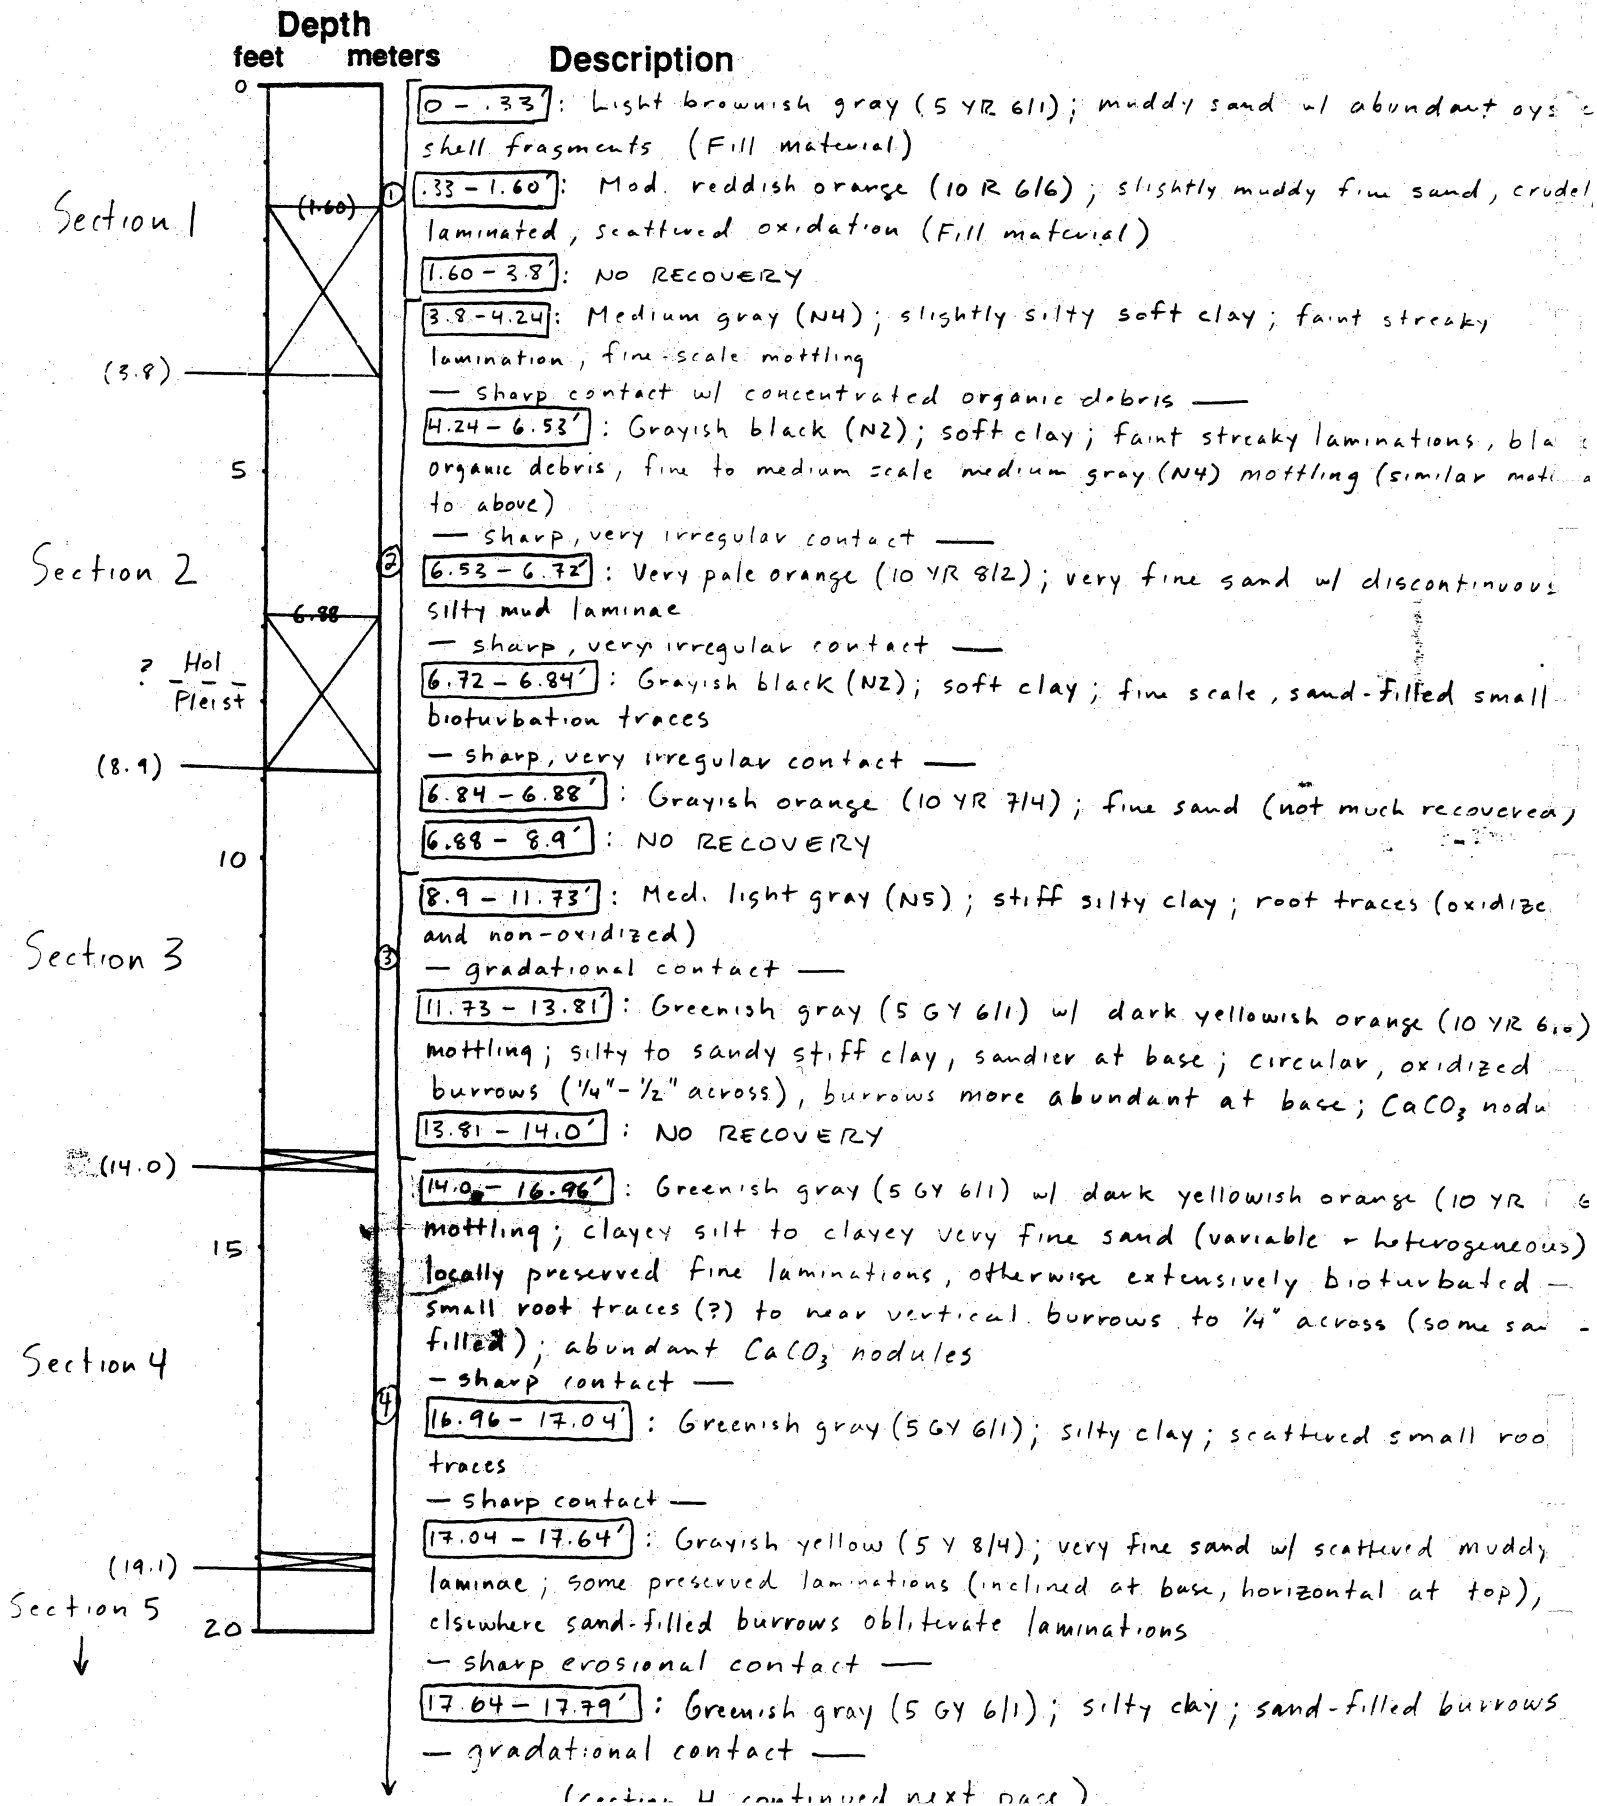 Depth
feet meters Description
0
0 - .33': Light brownish gray (5 YR 6/1); muddy sand w/ abundant
shell fragments (Fill material)
Section 1
(1.60)
①
.33 - 1.60': Mod. reddish orange (10 R 6/6); slightly muddy fine sand,
laminated, scattered oxidation (Fill material)
1.60 - 3.8': NO RECOVERY
3.8 - 4.24: Medium gray (N4); slightly silty soft clay; faint streaky
lamination, fine-scale mottling
(3.8)
— sharp contact w/ concentrated organic debris —
4.24 - 6.53': Grayish black (N2); soft clay; faint streaky laminations,
5
organic debris, fine to medium scale medium gray (N4) mottling (similar
to above)
— sharp, very irregular contact —
Section 2
②
6.53 - 6.72': Very pale orange (10 YR 8/2); very fine sand w/ discontinuous
silty mud laminae
6.88
— sharp, very irregular contact —
? Hol
Pleist
6.72 - 6.84': Grayish black (N2); soft clay; fine scale, sand-filled small
bioturbation traces
— sharp, very irregular contact —
(8.9)
6.84 - 6.88': Grayish orange (10 YR 7/4); fine sand (not much recovered)
6.88 - 8.9': NO RECOVERY
10
8.9 - 11.73': Med. light gray (N5); stiff silty clay; root traces (oxidize
and non-oxidized)
Section 3
③
— gradational contact —
11.73 - 13.81': Greenish gray (5 GY 6/1) w/ dark yellowish orange (10 YR
mottling; silty to sandy stiff clay, sandier at base; circular, oxidized
burrows (1/4" - 1/2" across), burrows more abundant at base; CaCO3
13.81 - 14.0': NO RECOVERY
(14.0)
14.0 - 16.96': Greenish gray (5 GY 6/1) w/ dark yellowish orange (10 YR
mottling; clayey silt to clayey very fine sand (variable + heterogeneous)
15
locally preserved fine laminations, otherwise extensively bioturbated —
small root traces (?) to near vertical burrows to 1/4" across (some
filled); abundant CaCO3 nodules
Section 4
— sharp contact —
④
16.96 - 17.04': Greenish gray (5 GY 6/1); silty clay; scattered small
traces
— sharp contact —
17.04 - 17.64': Grayish yellow (5 Y 8/4); very fine sand w/ scattered muddy
(19.1)
laminae; some preserved laminations (inclined at base, horizontal at top),
Section 5
20
elsewhere sand-filled burrows obliterate laminations
— sharp erosional contact —
17.64 - 17.79': Greenish gray (5 GY 6/1); silty clay; sand-filled burrows
— gradational contact —
(section 4 continued next page)